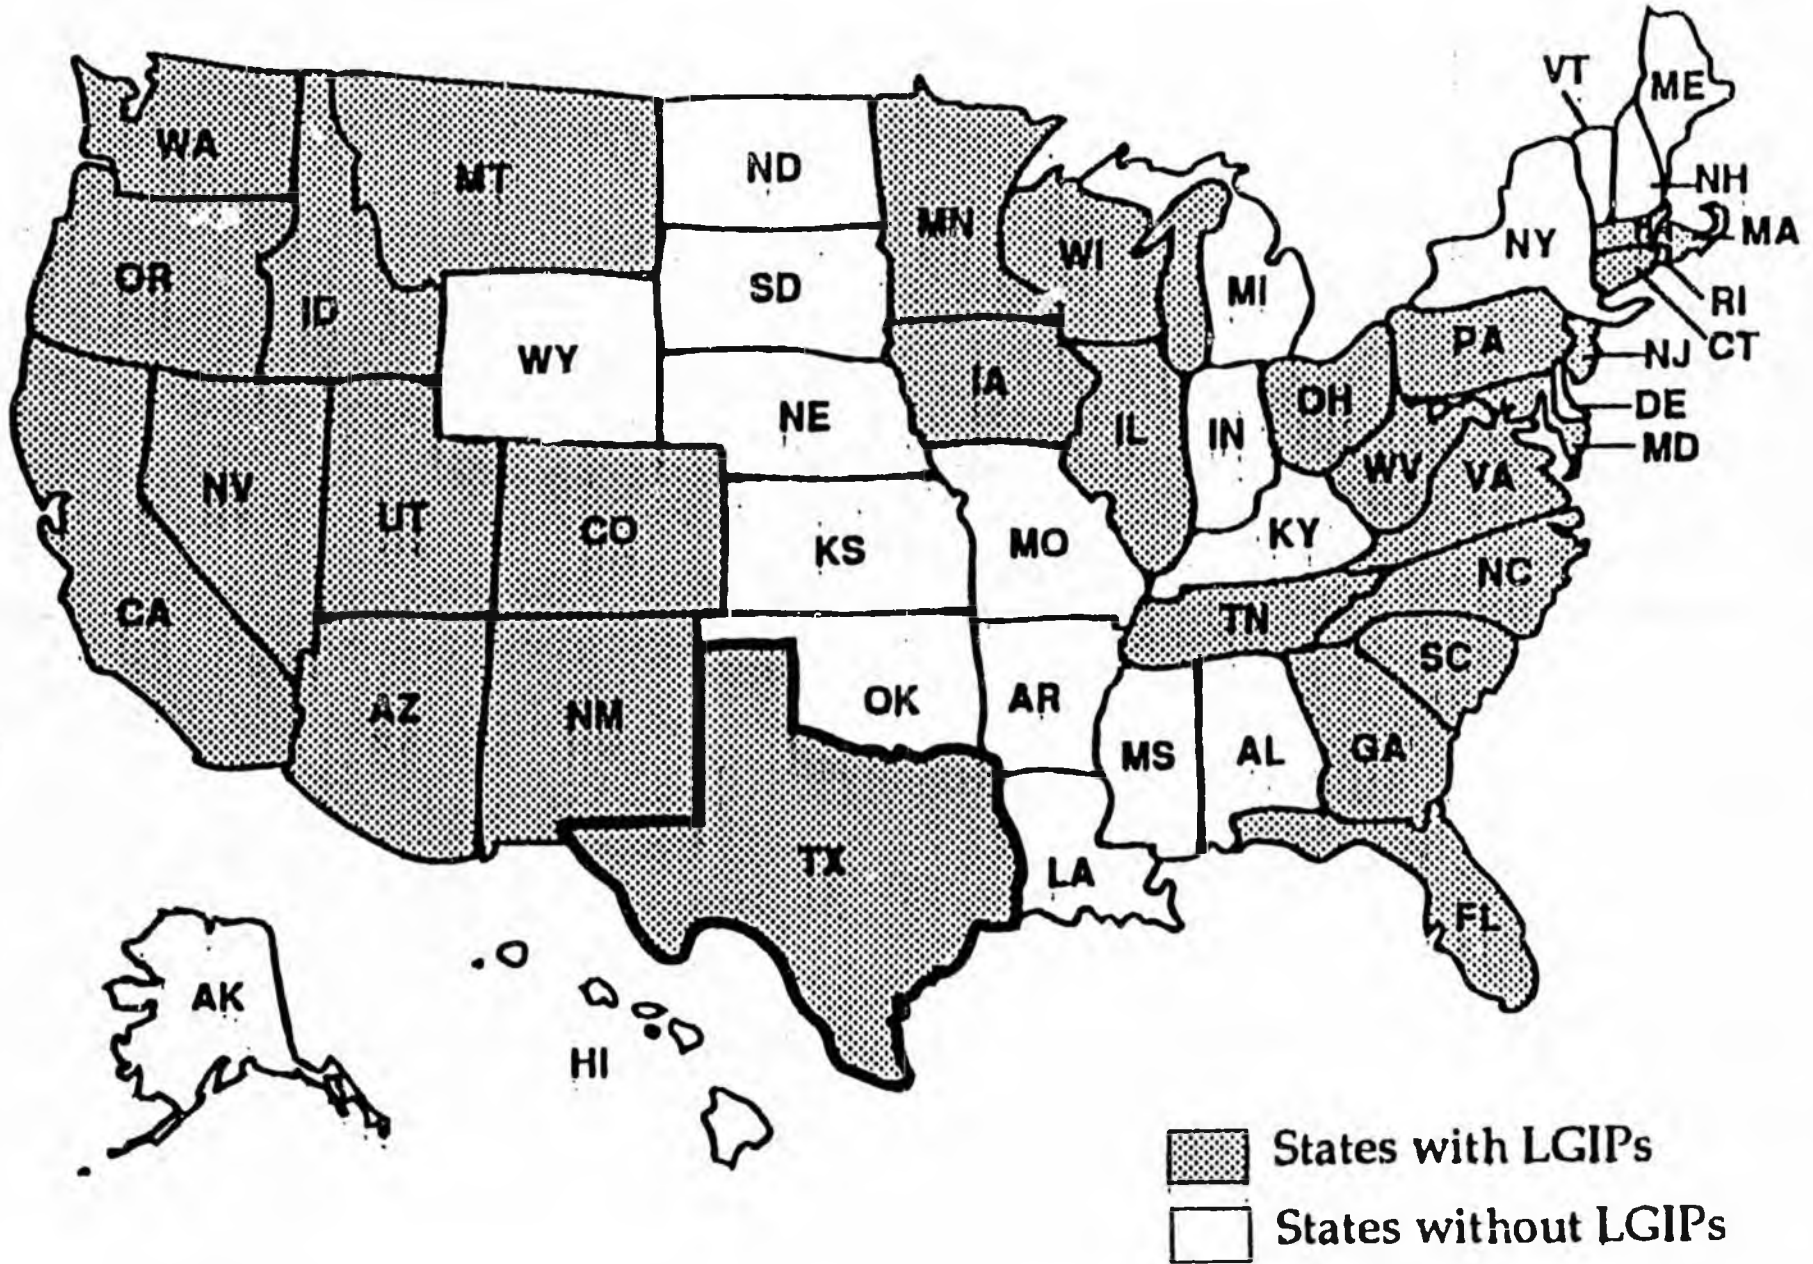 VT
ME
WA
MT
ND
MN
NH
MA
NY
WI
OR
ID
SD
MI
RI
CT
PA
NJ
WY
IA
NE
OH
DE
IL
IN
MD
WV
VA
NV
UT
CO
KS
MO
KY
NC
CA
TN
SC
AZ
NM
OK
AR
MS
AL
GA
TX
LA
FL
AK
HI
States with LGIPs
States without LGIPs